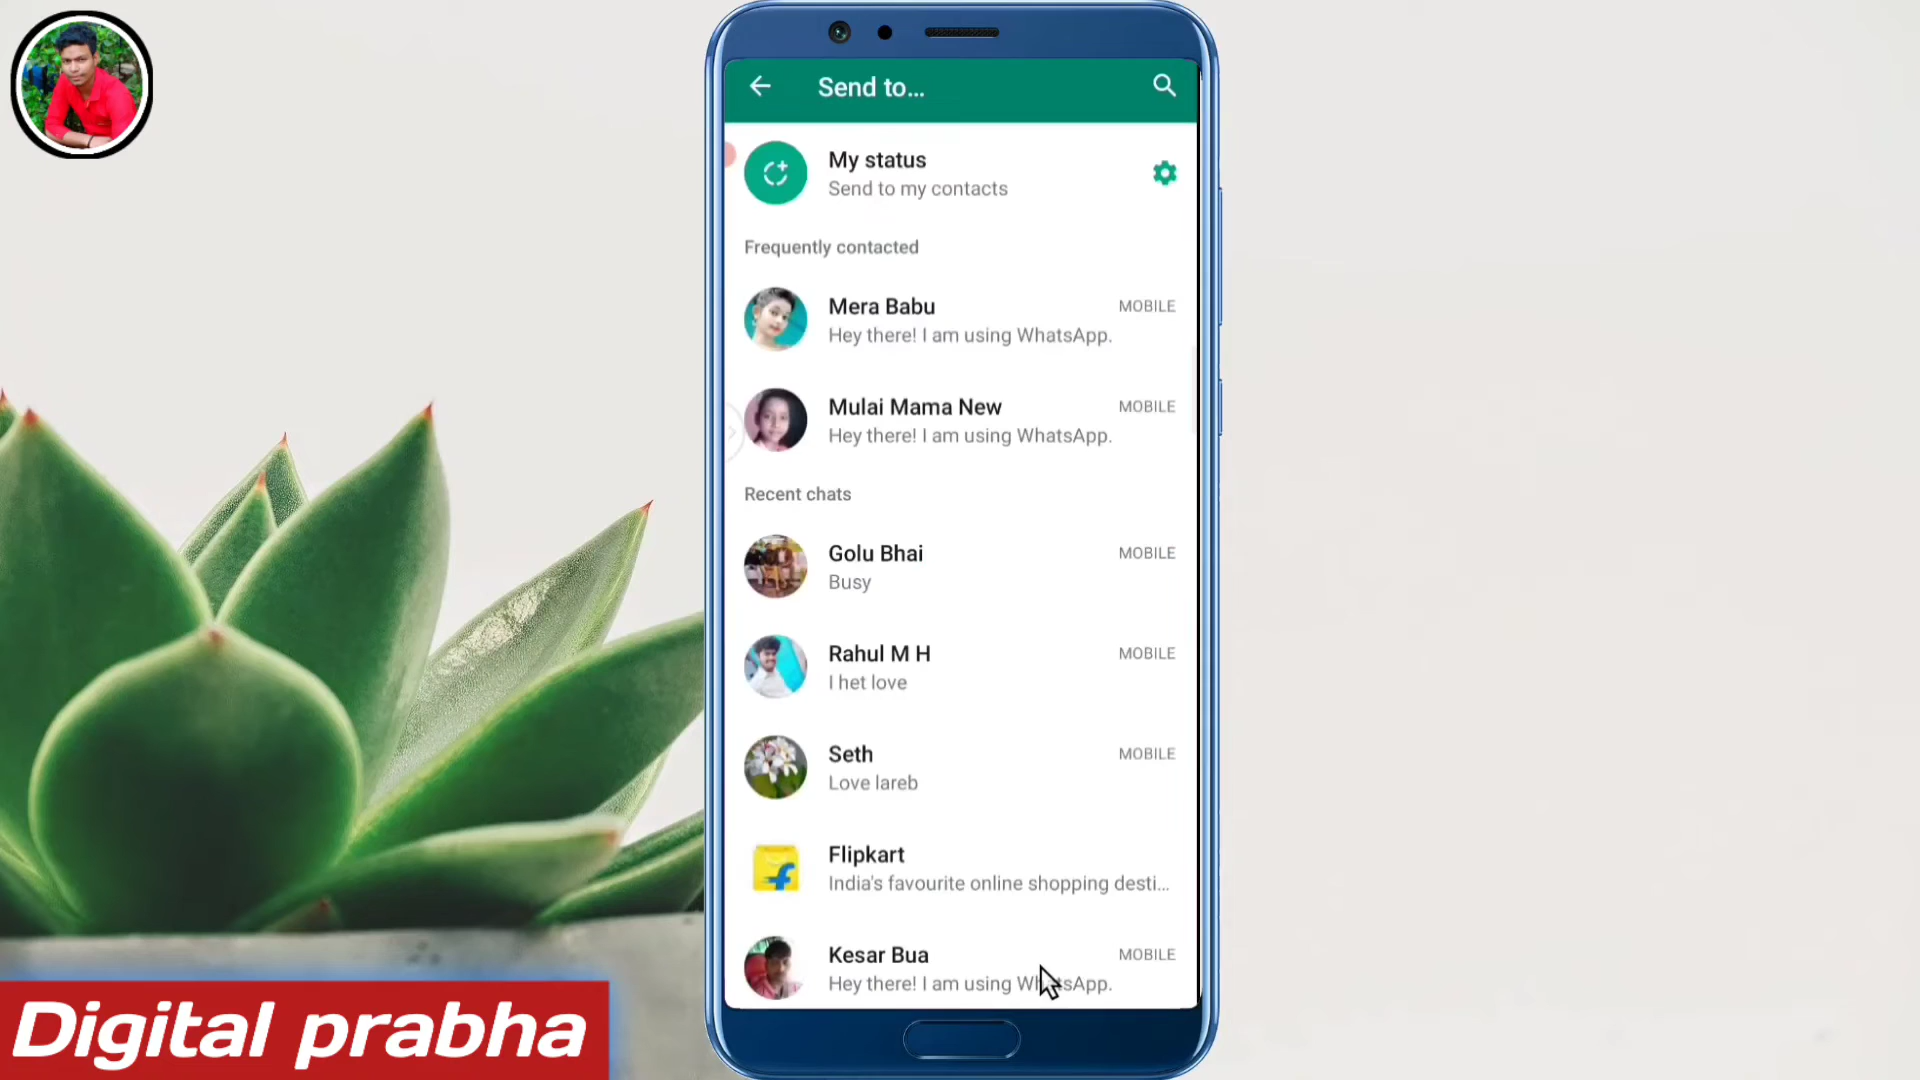 Send to...
My status
Send to my contacts
Frequently contacted
Mera Babu MOBILE
Hey there! I am using WhatsApp.
Mulai Mama New MOBILE
Hey there! I am using WhatsApp.
Recent chats
Golu Bhai MOBILE
Busy
Rahul M H MOBILE
I het love
Seth MOBILE
Love lareb
Flipkart
India's favourite online shopping desti...
Kesar Bua MOBILE
Hey there! I am using WhatsApp.
Digital prabha